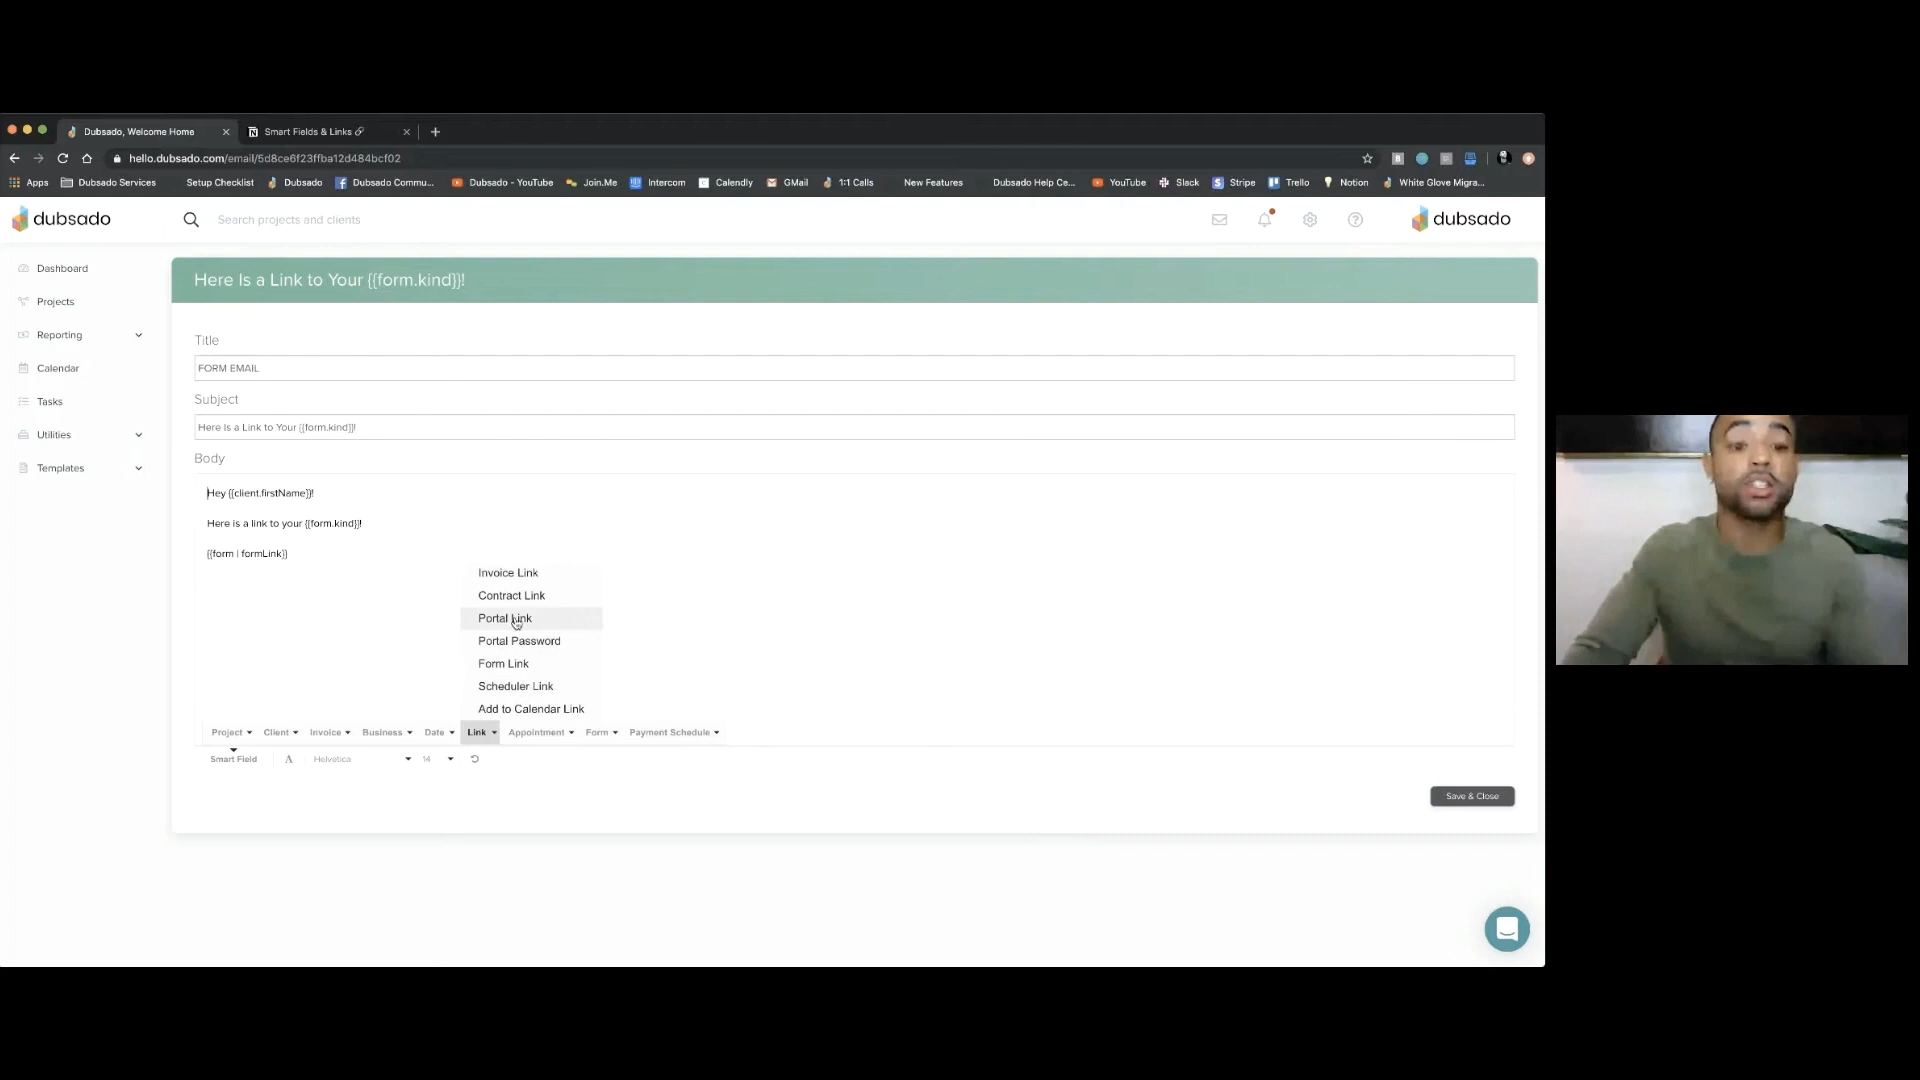 Dubsado, Welcome Home
Smart Fields & Links
hello.dubsado.com/email/5d8ce6f23ffba12d484bcf02
Apps Dubsado Services Setup Checklist Dubsado Dubsado Commu... Dubsado - YouTube Join.Me Intercom Calendly GMail 1:1 Calls New Features Dubsado Help Ce... YouTube Slack Stripe Trello Notion White Glove Migra...
dubsado Search projects and clients dubsado
Dashboard
Projects
Reporting
Calendar
Tasks
Utilities
Templates
Here Is a Link to Your {{form.kind}}!
Title
FORM EMAIL
Subject
Here Is a Link to Your {{form.kind}}!
Body
Hey {{client.firstName}}!
Here is a link to your {{form.kind}}!
{{form | formLink}}
Invoice Link
Contract Link
Portal Link
Portal Password
Form Link
Scheduler Link
Add to Calendar Link
Project Client Invoice Business Date Link Appointment Form Payment Schedule
Smart Field A Helvetica 14
Save & Close